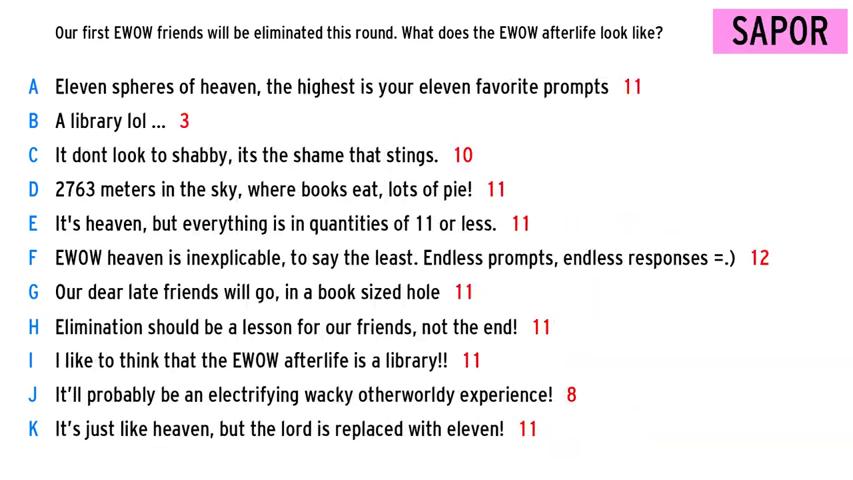 Our first EWOW friends will be eliminated this round. What does the EWOW afterlife look like?
SAPOR
A Eleven spheres of heaven, the highest is your eleven favorite prompts 11
B A library lol ... 3
C It dont look to shabby, its the shame that stings. 10
D 2763 meters in the sky, where books eat, lots of pie! 11
E It's heaven, but everything is in quantities of 11 or less. 11
F EWOW heaven is inexplicable, to say the least. Endless prompts, endless responses =.) 12
G Our dear late friends will go, in a book sized hole 11
H Elimination should be a lesson for our friends, not the end! 11
I I like to think that the EWOW afterlife is a library!! 11
J It’ll probably be an electrifying wacky otherworldy experience! 8
K It’s just like heaven, but the lord is replaced with eleven! 11